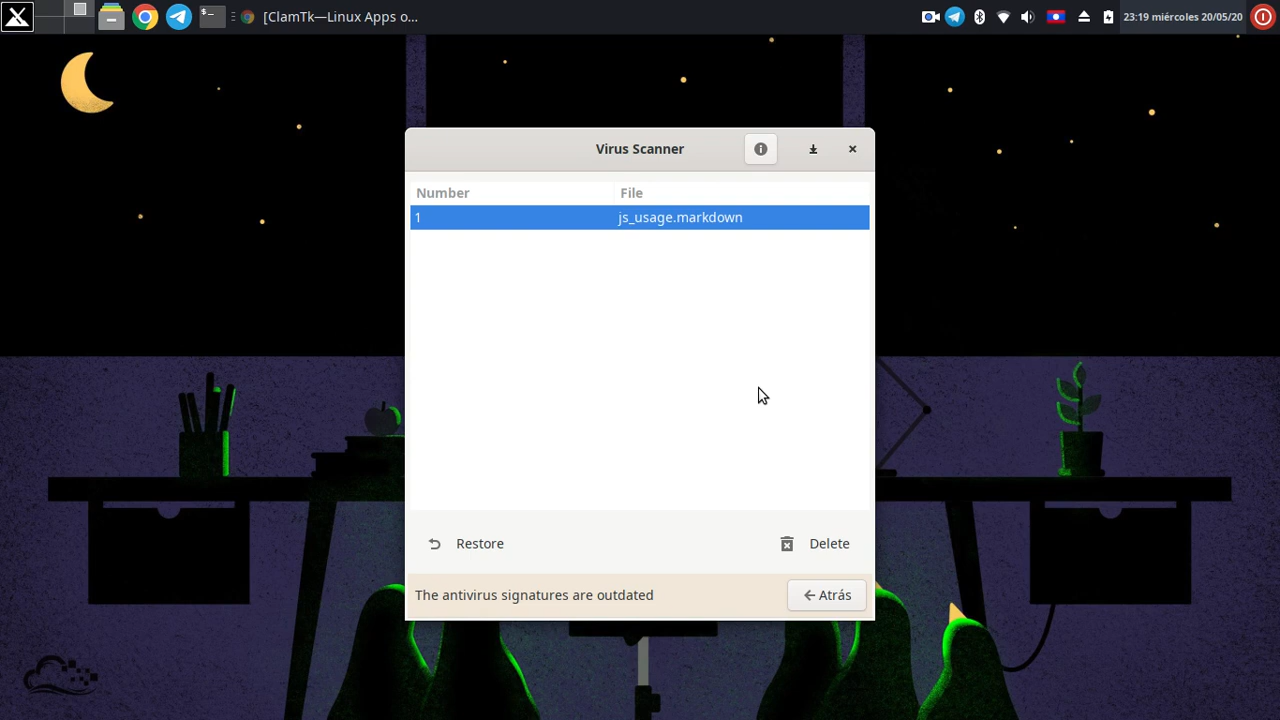 [ClamTk—Linux Apps o...
23:19 miércoles 20/05/20
Virus Scanner
Number File
1 js_usage.markdown
Restore Delete
The antivirus signatures are outdated
Atrás